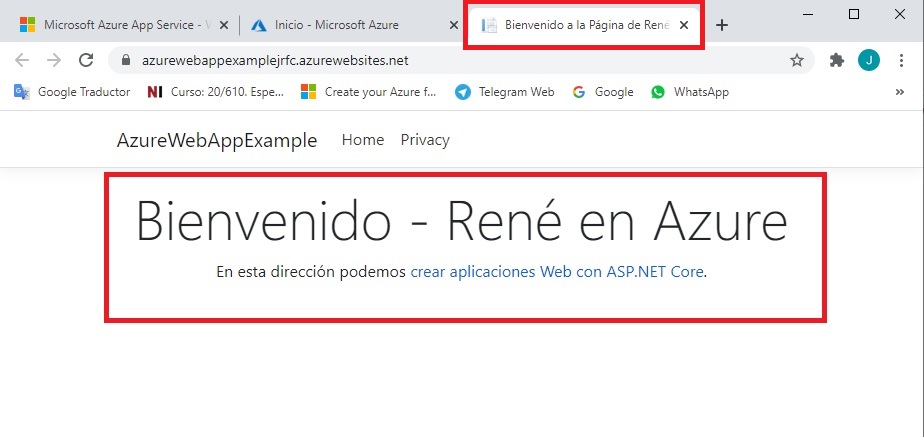 Microsoft Azure App Service - W
Inicio - Microsoft Azure
Bienvenido a la Página de René
azurewebappexamplejrfc.azurewebsites.net
J
Google Traductor
NI Curso: 20/610. Espe...
Create your Azure f...
Telegram Web
G Google
WhatsApp
»
AzureWebAppExample Home Privacy
Bienvenido - René en Azure
En esta dirección podemos crear aplicaciones Web con ASP.NET Core.